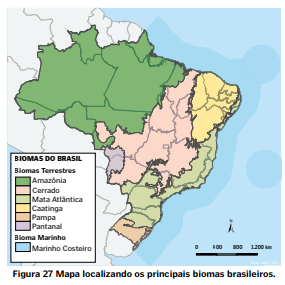 BIOMAS DO BRASIL
Biomas Terrestres
Amazônia
Cerrado
Mata Atlântica
Caatinga
Pampa
Pantanal
Bioma Marinho
Marinho Costeiro
N
0 400 800 1.200 km
Figura 27 Mapa localizando os principais biomas brasileiros.